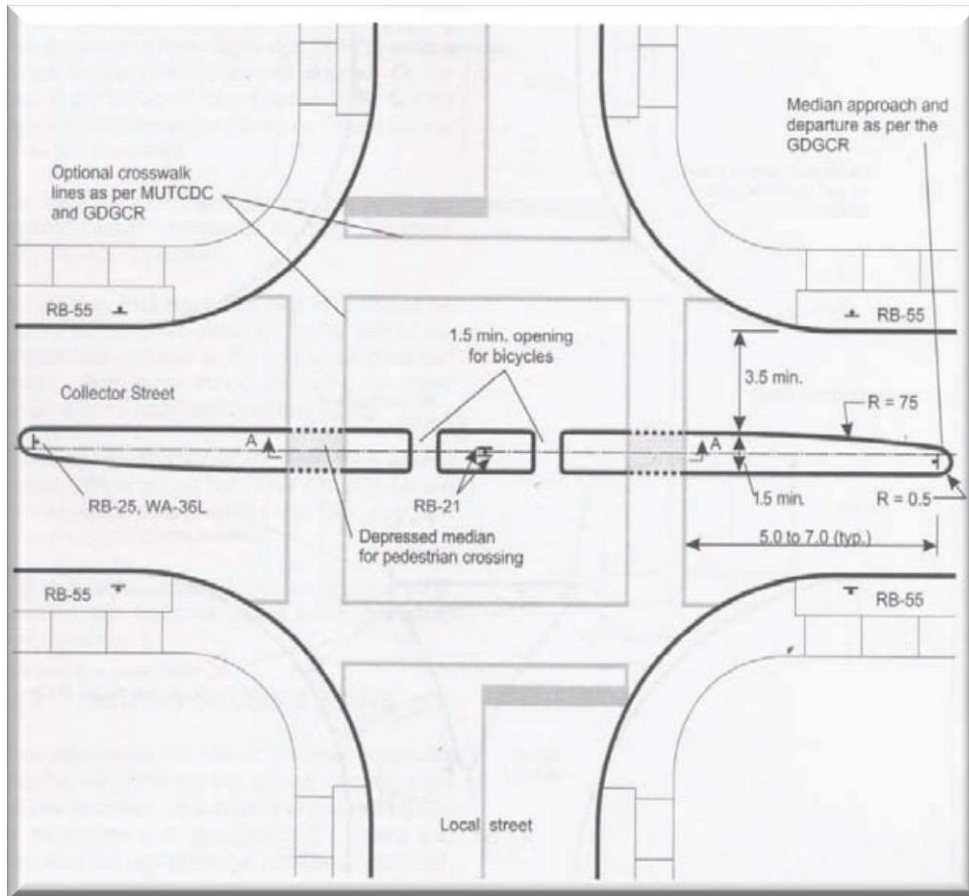 Median approach and
departure as per the
GDGCR
Optional crosswalk
lines as per MUTCDC
and GDGCR
RB-55
RB-55
1.5 min. opening
for bicycles
3.5 min.
Collector Street
R = 75
A
A
RB-25, WA-36L
RB-21
1.5 min.
R = 0.5
Depressed median
for pedestrian crossing
5.0 to 7.0 (typ.)
RB-55
RB-55
Local street